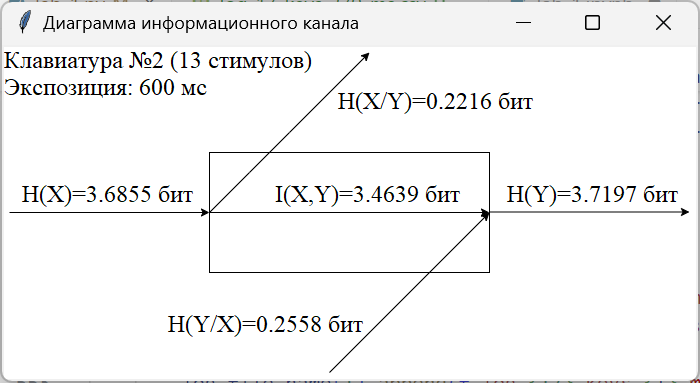 Диаграмма информационного канала
Клавиатура №2 (13 стимулов)
Экспозиция: 600 мс
H(X/Y)=0.2216 бит
H(X)=3.6855 бит
I(X,Y)=3.4639 бит
H(Y)=3.7197 бит
H(Y/X)=0.2558 бит